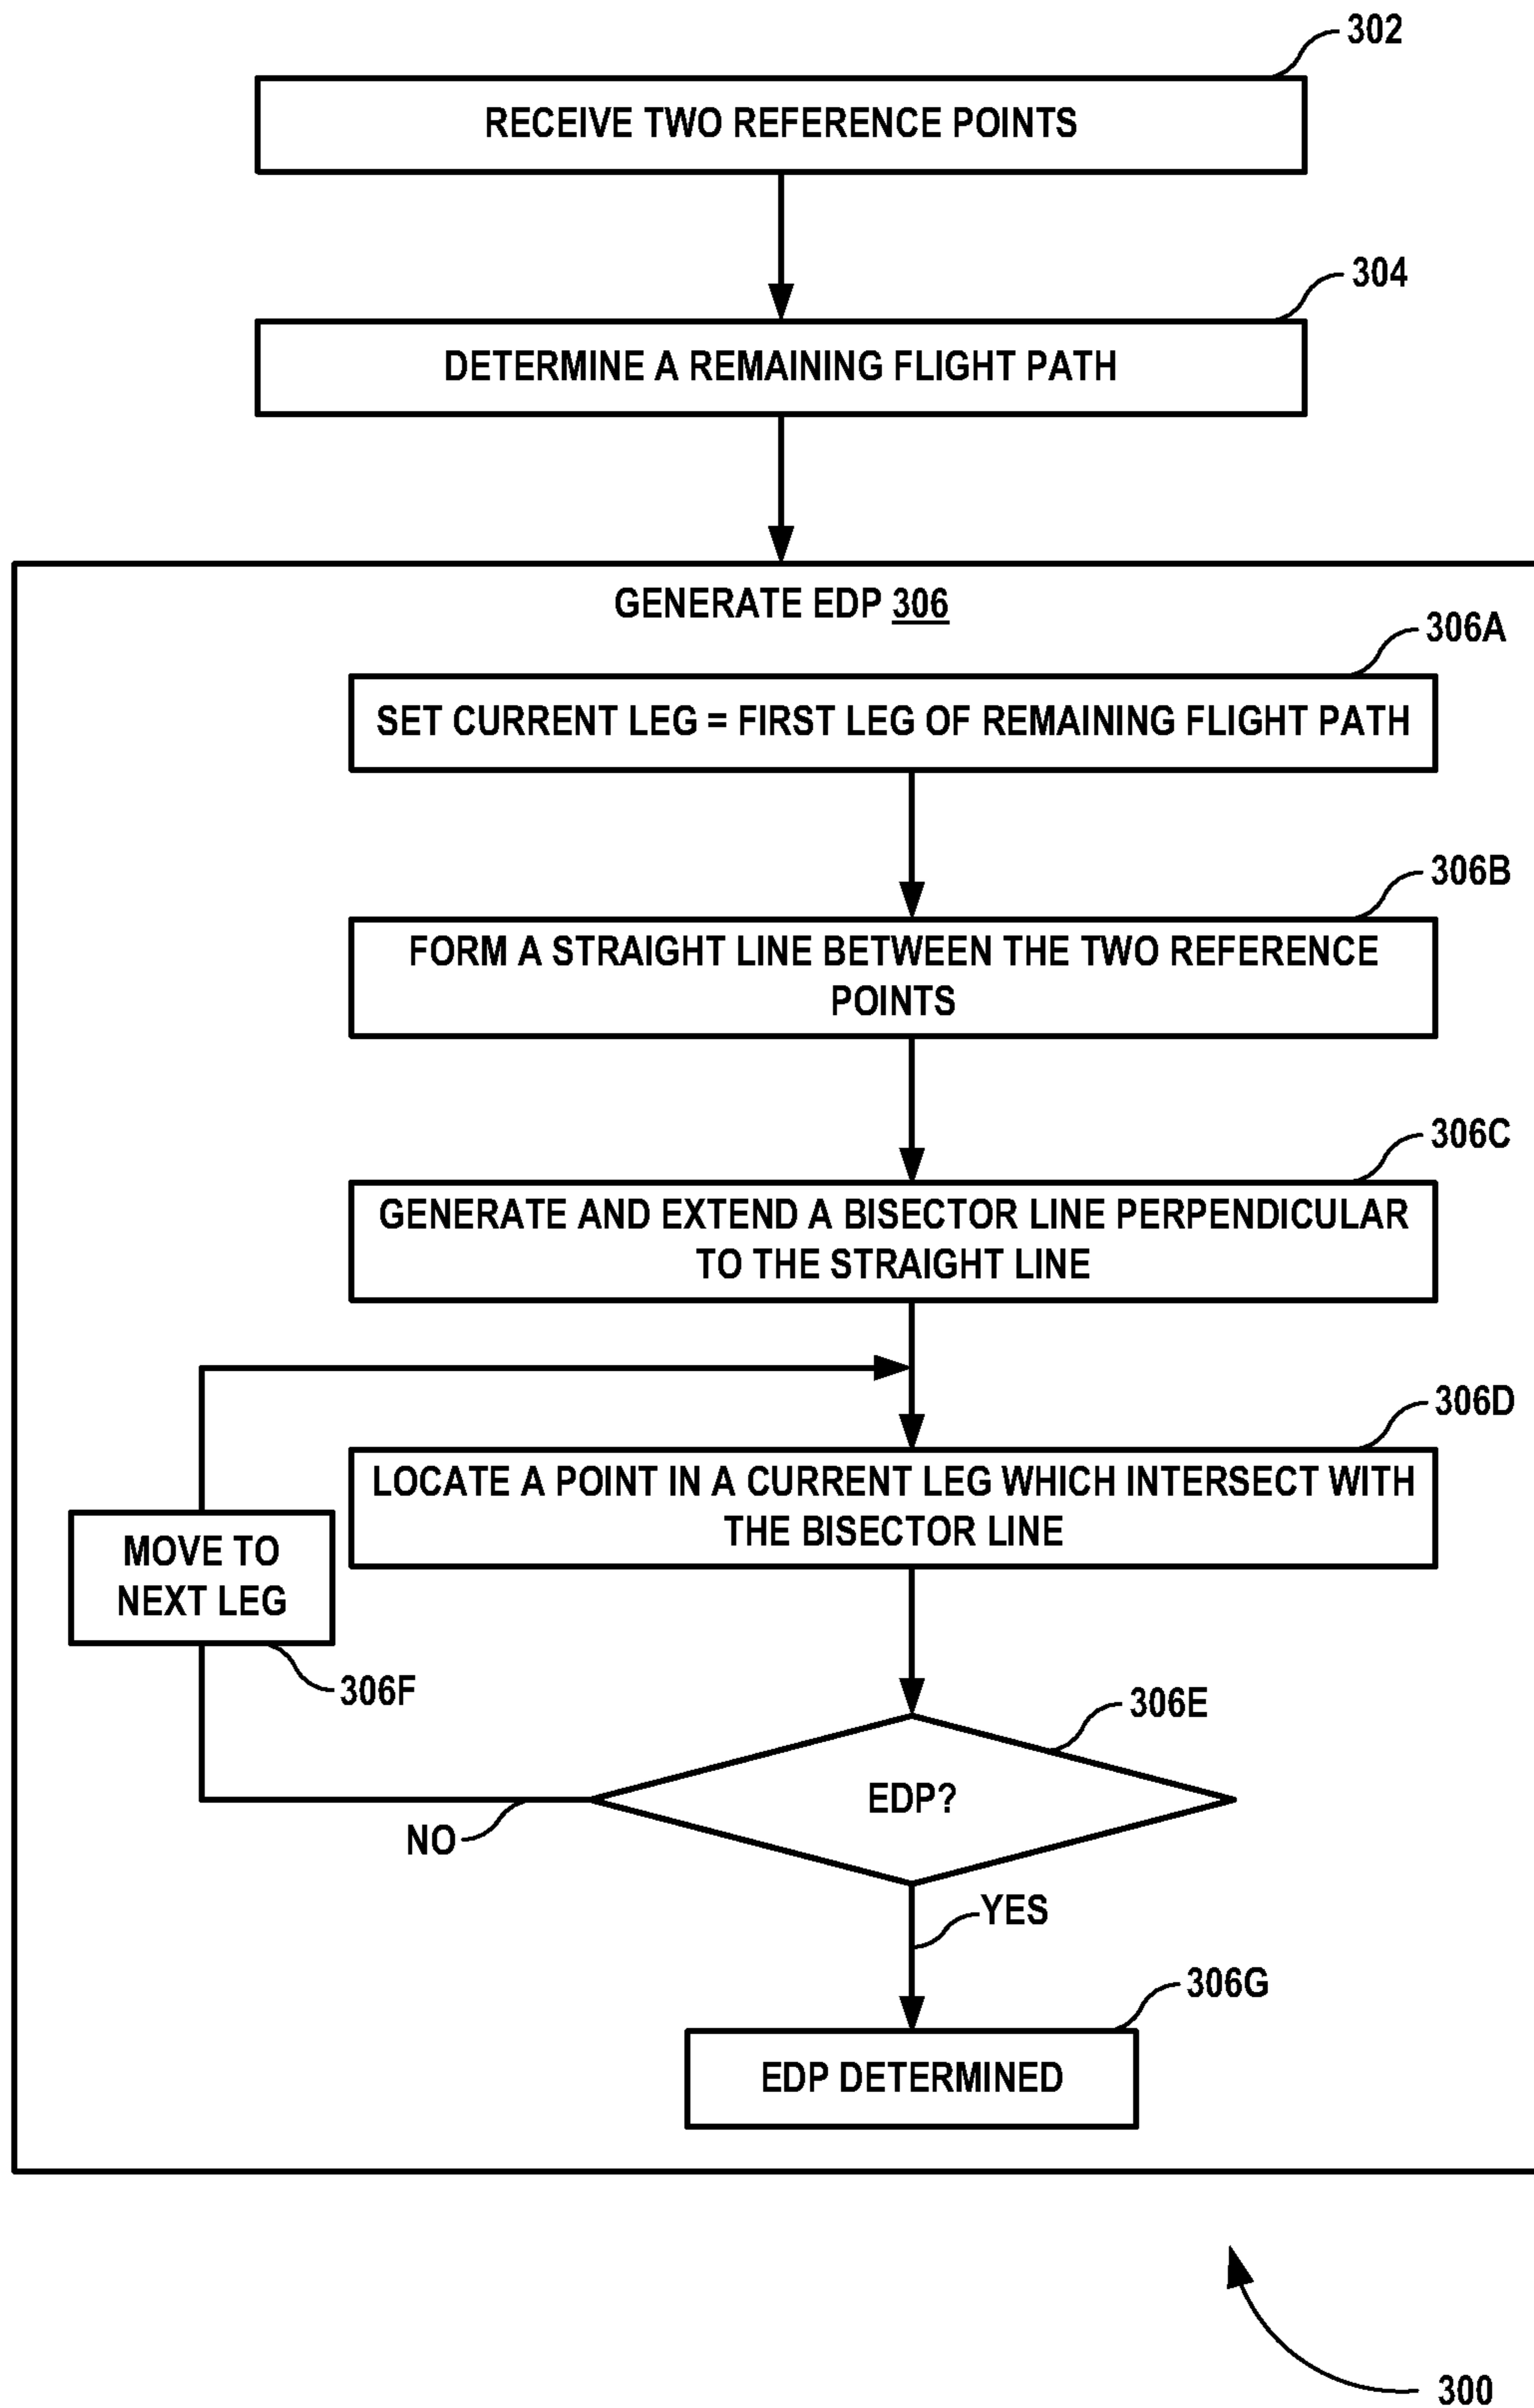 302
RECEIVE TWO REFERENCE POINTS
304
DETERMINE A REMAINING FLIGHT PATH
GENERATE EDP 306
306A
SET CURRENT LEG = FIRST LEG OF REMAINING FLIGHT PATH
306B
FORM A STRAIGHT LINE BETWEEN THE TWO REFERENCE
POINTS
306C
GENERATE AND EXTEND A BISECTOR LINE PERPENDICULAR
TO THE STRAIGHT LINE
306D
LOCATE A POINT IN A CURRENT LEG WHICH INTERSECT WITH
THE BISECTOR LINE
MOVE TO
NEXT LEG
306F
306E
EDP?
NO
YES
306G
EDP DETERMINED
300